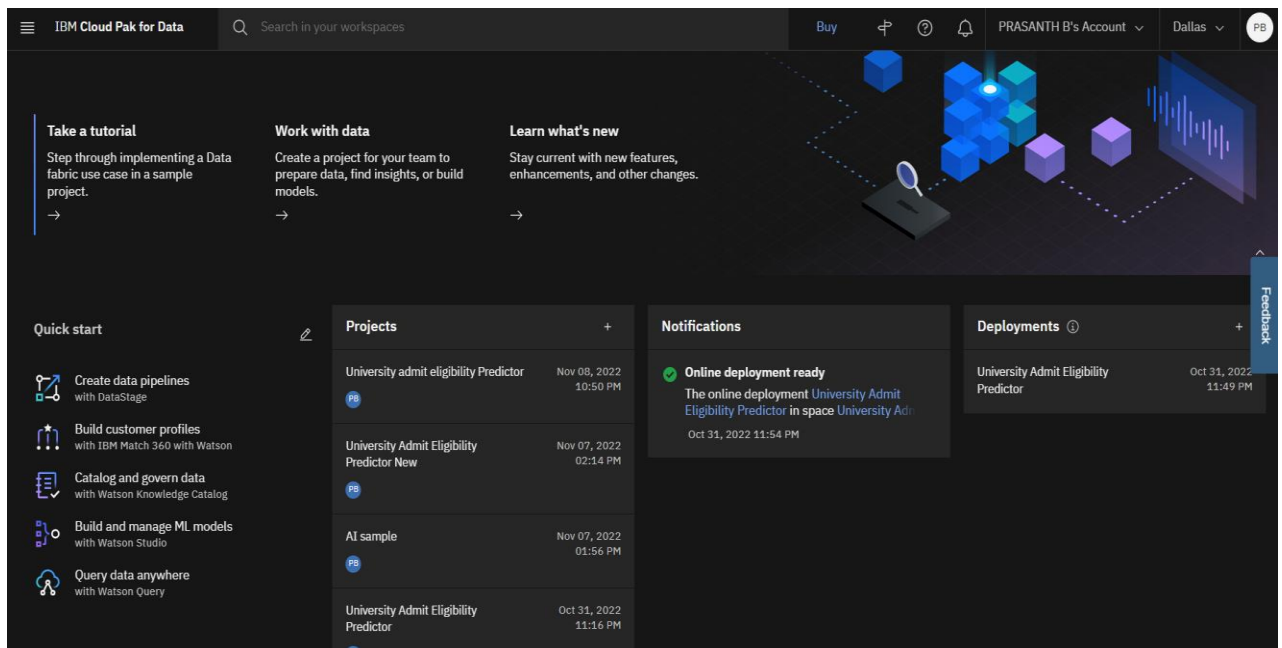 IBM Cloud Pak for Data
Search in your workspaces
Buy
PRASANTH B's Account
Dallas
PB
Take a tutorial
Step through implementing a Data
fabric use case in a sample
project.
Work with data
Create a project for your team to
prepare data, find insights, or build
models.
Learn what's new
Stay current with new features,
enhancements, and other changes.
Feedback
Quick start
Create data pipelines
with DataStage
Build customer profiles
with IBM Match 360 with Watson
Catalog and govern data
with Watson Knowledge Catalog
Build and manage ML models
with Watson Studio
Query data anywhere
with Watson Query
Projects
University admit eligibility Predictor
Nov 08, 2022
10:50 PM
PB
University Admit Eligibility
Predictor New
Nov 07, 2022
02:14 PM
PB
AI sample
Nov 07, 2022
01:56 PM
PB
University Admit Eligibility
Predictor
Oct 31, 2022
11:16 PM
Notifications
Online deployment ready
The online deployment University Admit
Eligibility Predictor in space University Adm
Oct 31, 2022 11:54 PM
Deployments
University Admit Eligibility
Predictor
Oct 31, 2022
11:49 PM